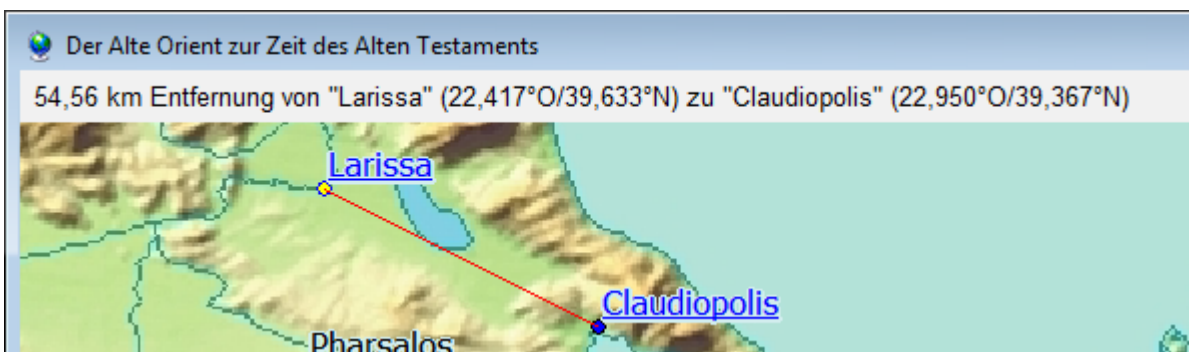 Der Alte Orient zur Zeit des Alten Testaments
54,56 km Entfernung von "Larissa" (22,417°O/39,633°N) zu "Claudiopolis" (22,950°O/39,367°N)
Larissa
Claudiopolis
Pharsalos